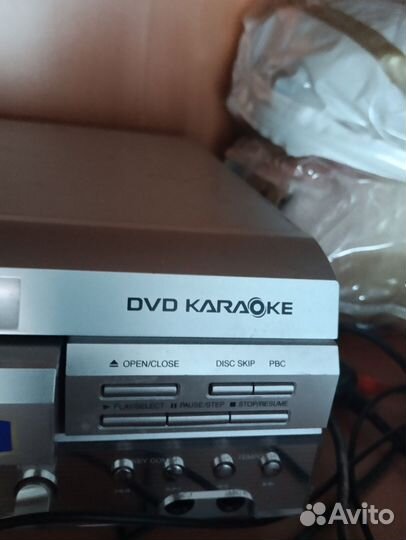 DVD KARAOKE
⏏ OPEN/CLOSE DISC SKIP PBC
▶ PLAY/SELECT ⏸ PAUSE/STEP ■ STOP/RESUME
Avito